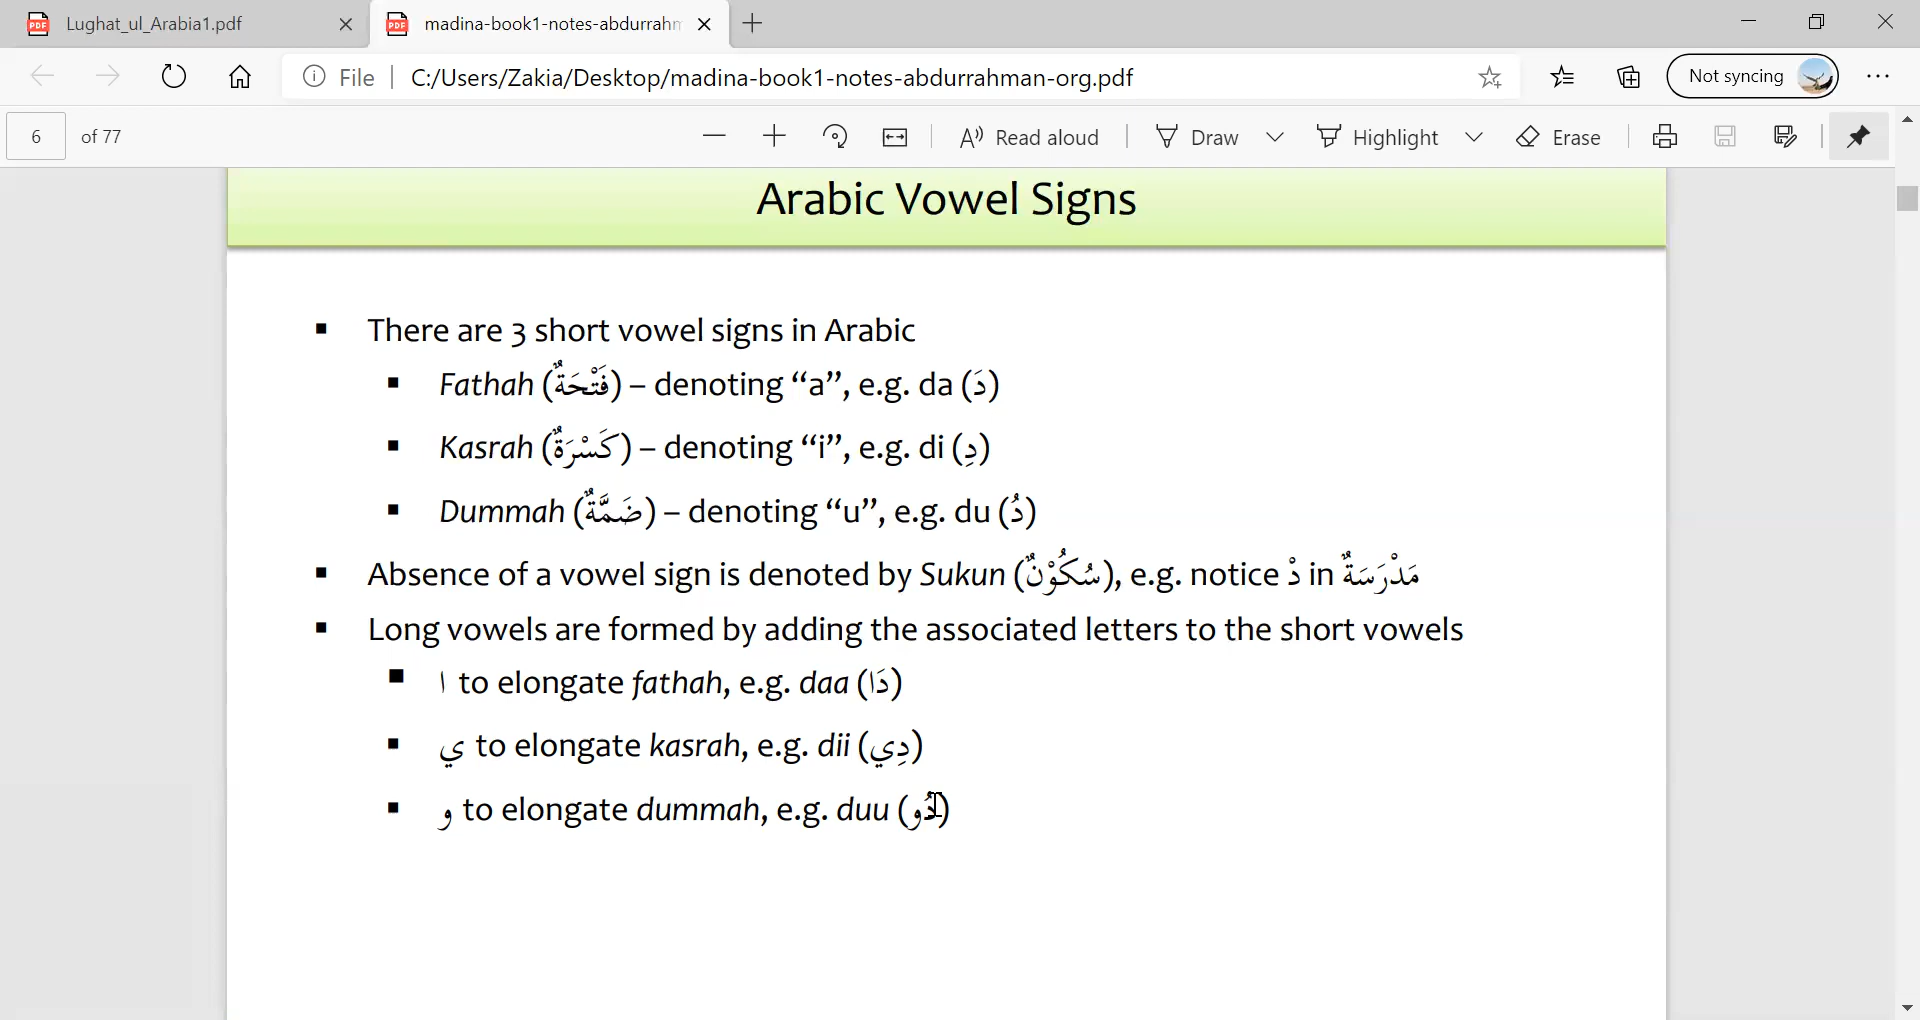 Lughat_ul_Arabia1.pdf
madina-book1-notes-abdurrahm
File
C:/Users/Zakia/Desktop/madina-book1-notes-abdurrahman-org.pdf
Not syncing
6 of 77
Read aloud
Draw
Highlight
Erase
Arabic Vowel Signs
▪ There are 3 short vowel signs in Arabic
▪ Fathah (فَتْحَةٌ) – denoting “a”, e.g. da (دَ)
▪ Kasrah (كَسْرَةٌ) – denoting “i”, e.g. di (دِ)
▪ Dummah (ضَمَّةٌ) – denoting “u”, e.g. du (دُ)
▪ Absence of a vowel sign is denoted by Sukun (سُكُوْنٌ), e.g. notice دْ in مَدْرَسَةٌ
▪ Long vowels are formed by adding the associated letters to the short vowels
▪ ا to elongate fathah, e.g. daa (دَا)
▪ ي to elongate kasrah, e.g. dii (دِي)
▪ و to elongate dummah, e.g. duu (دُو)